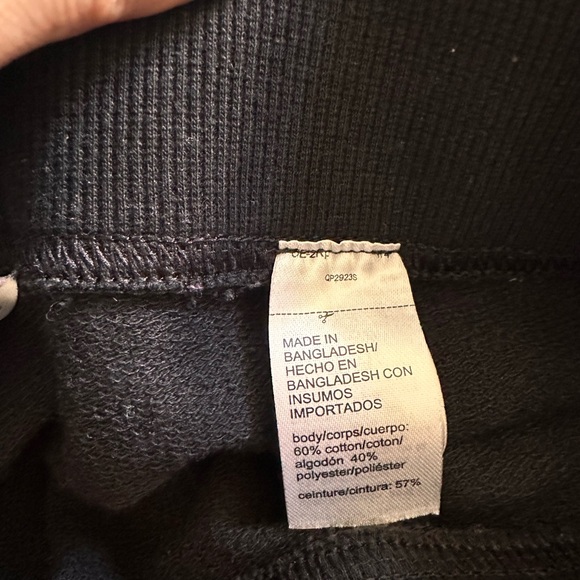 QP2923S
MADE IN
BANGLADESH/
HECHO EN
BANGLADESH CON
INSUMOS
IMPORTADOS
body/corps/cuerpo:
60% cotton/coton/
algodón 40%
polyester/poliéster
ceinture/cintura: 57%